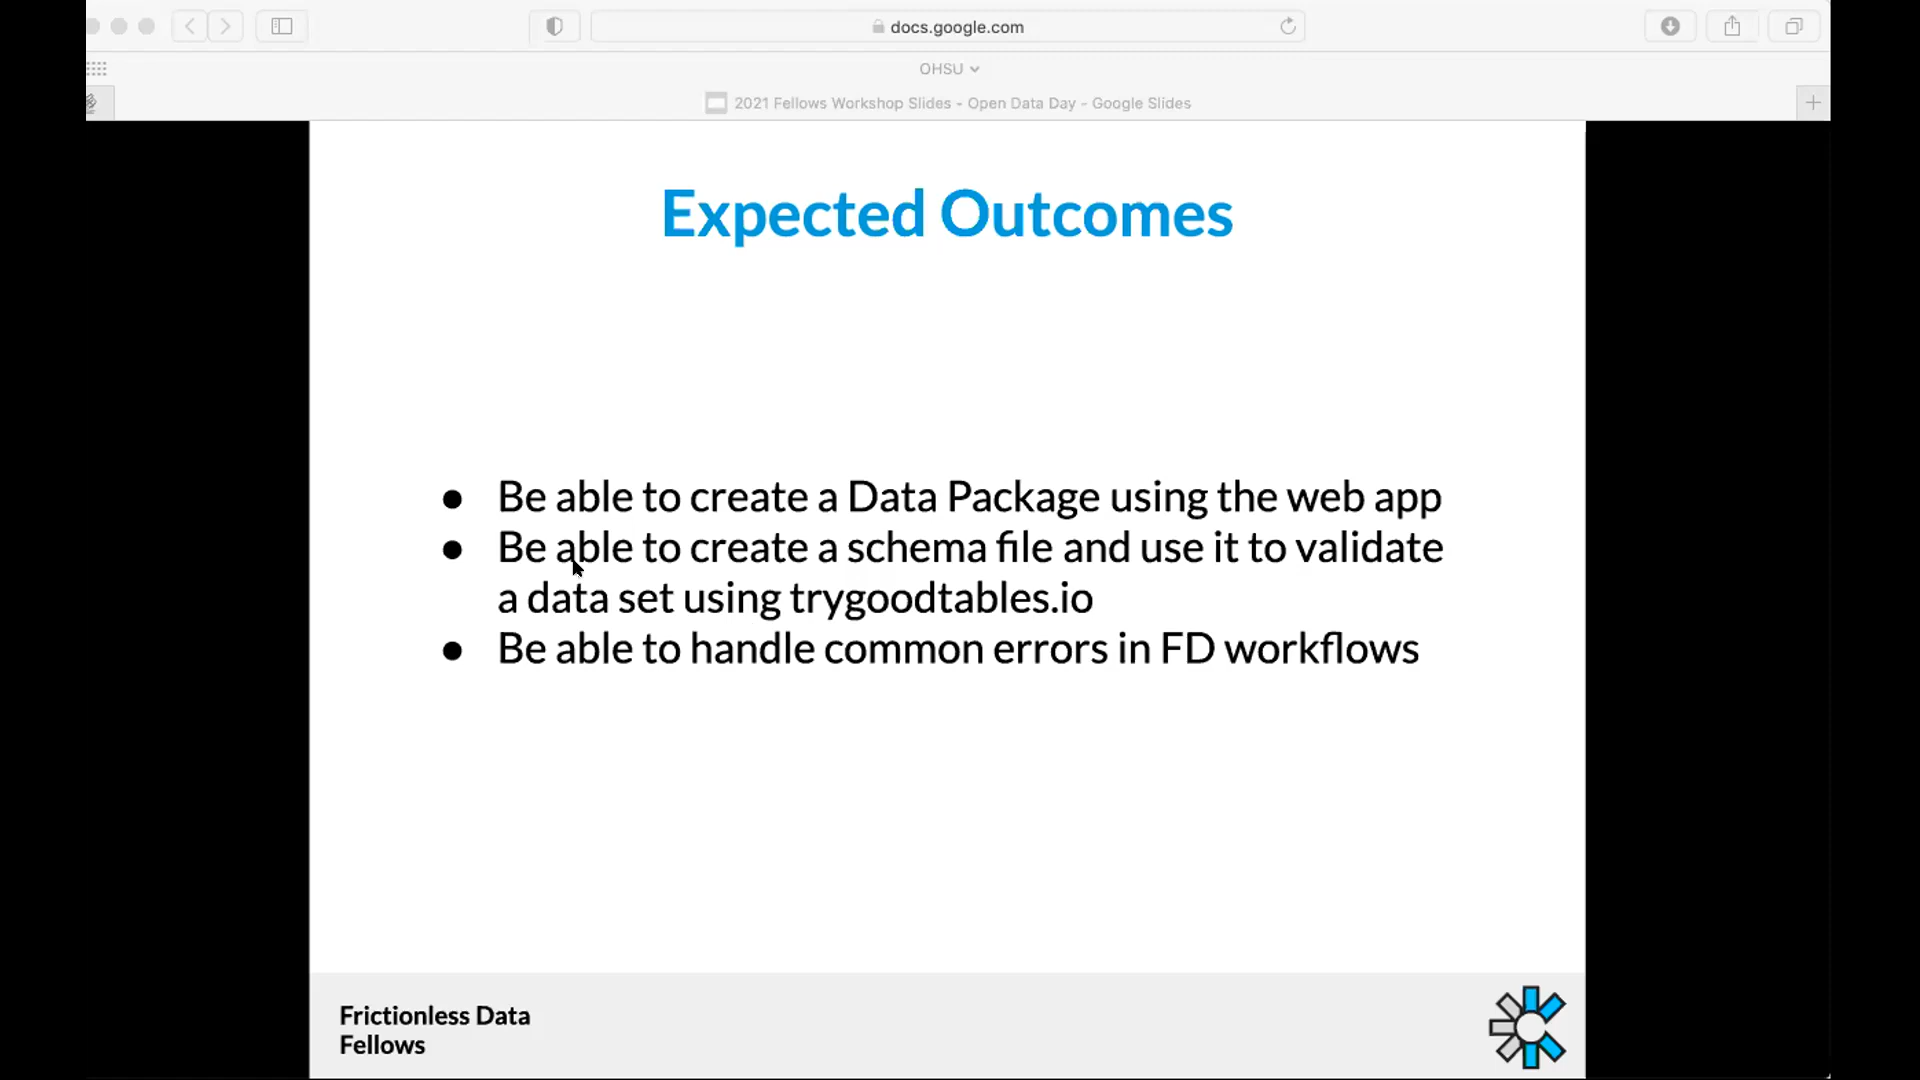 docs.google.com
OHSU
2021 Fellows Workshop Slides - Open Data Day - Google Slides
Expected Outcomes
● Be able to create a Data Package using the web app
● Be able to create a schema file and use it to validate
a data set using trygoodtables.io
● Be able to handle common errors in FD workflows
Frictionless Data
Fellows